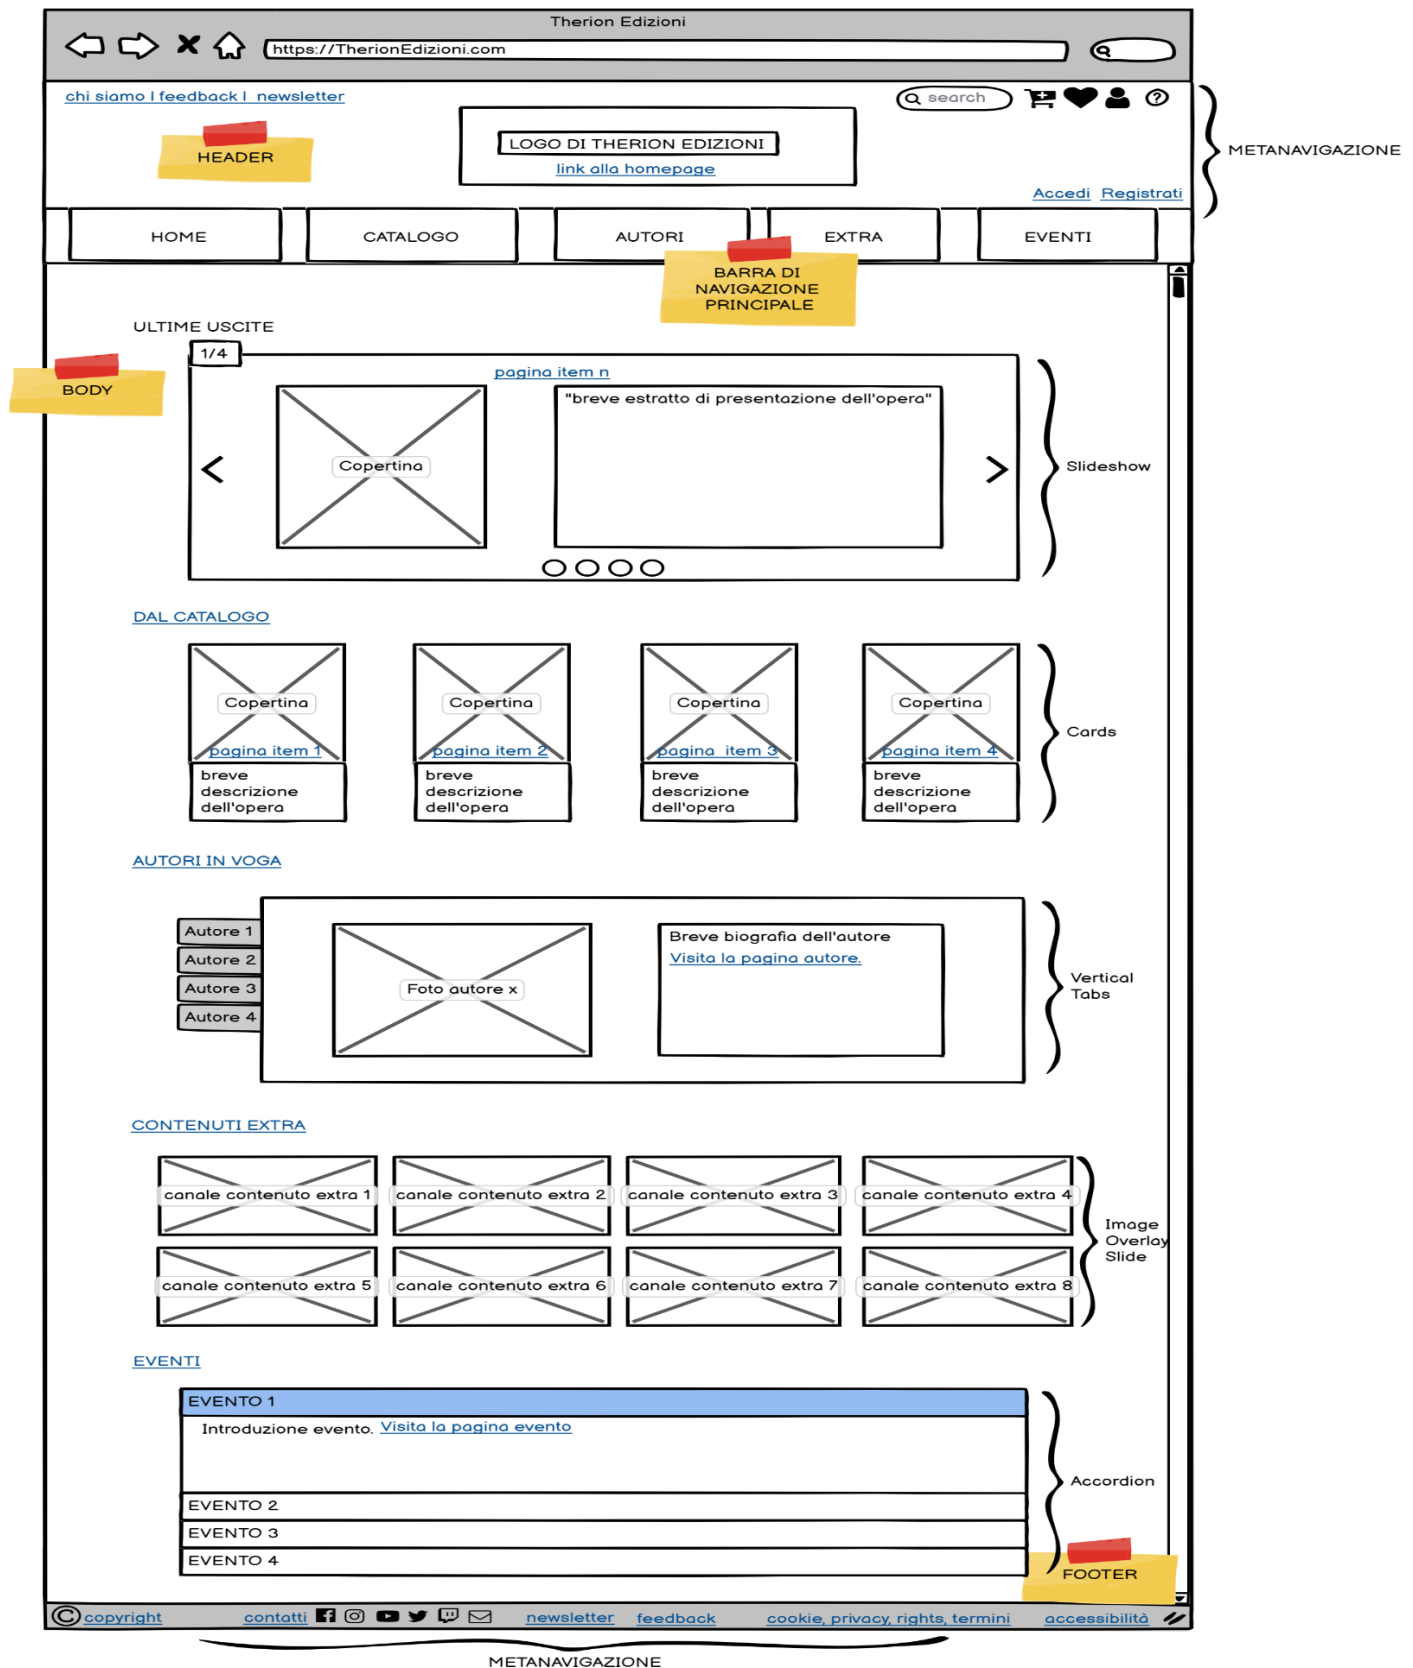 Therion Edizioni
https://TherionEdizioni.com
chi siamo I feedback I newsletter
search
HEADER
LOGO DI THERION EDIZIONI
link alla homepage
METANAVIGAZIONE
Accedi Registrati
HOME CATALOGO AUTORI EXTRA EVENTI
BARRA DI
NAVIGAZIONE
PRINCIPALE
ULTIME USCITE
1/4
BODY
pagina item n
"breve estratto di presentazione dell'opera"
Copertina
Slideshow
DAL CATALOGO
Copertina Copertina Copertina Copertina
pagina item 1 pagina item 2 pagina item 3 pagina item 4
Cards
breve breve breve breve
descrizione descrizione descrizione descrizione
dell'opera dell'opera dell'opera dell'opera
AUTORI IN VOGA
Autore 1
Autore 2
Autore 3
Autore 4
Foto autore x
Breve biografia dell'autore
Visita la pagina autore.
Vertical
Tabs
CONTENUTI EXTRA
canale contenuto extra 1 canale contenuto extra 2 canale contenuto extra 3 canale contenuto extra 4
Image
Overlay
Slide
canale contenuto extra 5 canale contenuto extra 6 canale contenuto extra 7 canale contenuto extra 8
EVENTI
EVENTO 1
Introduzione evento. Visita la pagina evento
Accordion
EVENTO 2
EVENTO 3
EVENTO 4
FOOTER
© copyright contatti newsletter feedback cookie, privacy, rights, termini accessibilità
METANAVIGAZIONE